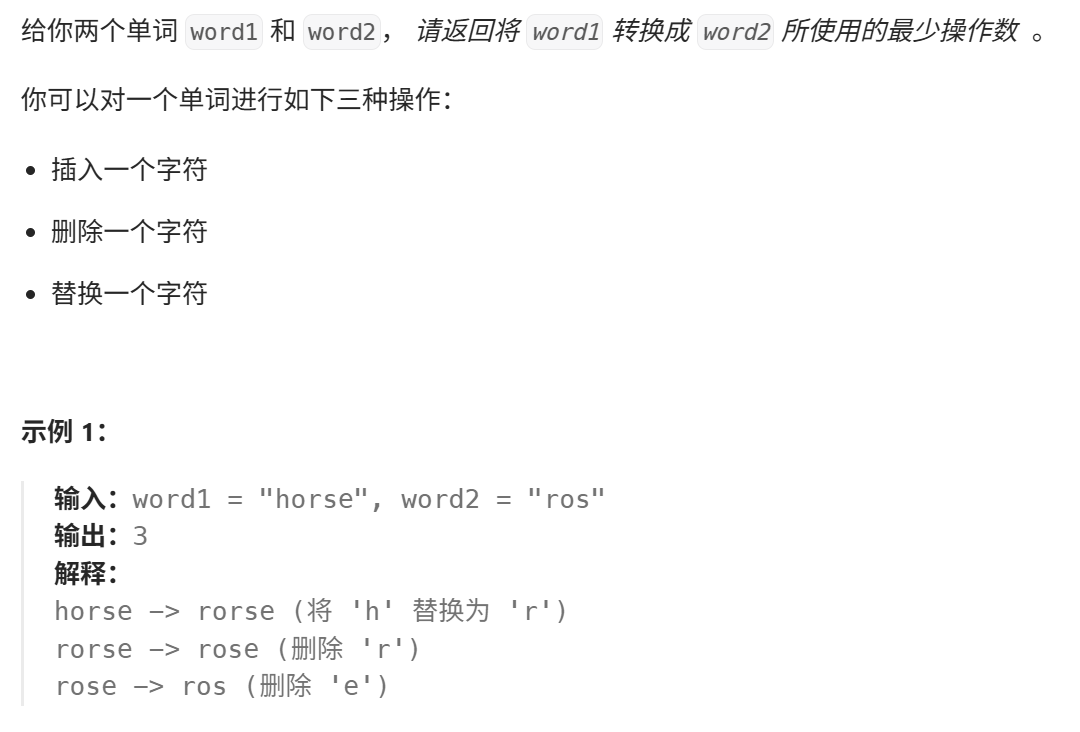 给你两个单词 word1 和 word2， 请返回将 word1 转换成 word2 所使用的最少操作数 。
你可以对一个单词进行如下三种操作：
• 插入一个字符
• 删除一个字符
• 替换一个字符
示例 1：
输入：word1 = "horse", word2 = "ros"
输出：3
解释：
horse -> rorse (将 'h' 替换为 'r')
rorse -> rose (删除 'r')
rose -> ros (删除 'e')